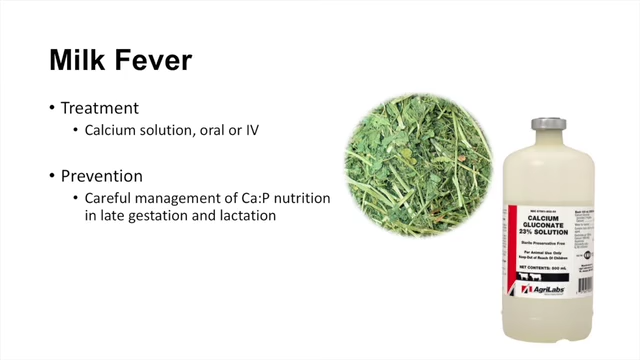 Milk Fever
• Treatment
• Calcium solution, oral or IV
• Prevention
• Careful management of Ca:P nutrition
in late gestation and lactation
CALCIUM
GLUCONATE
23% SOLUTION
Sterile Preservative Free
For Animal Use Only
Keep Out of Reach Of Children
NET CONTENTS: 500 mL
AgriLabs